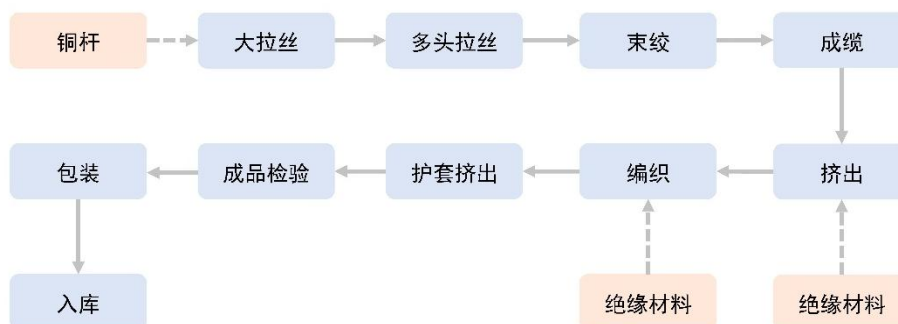 铜杆
大拉丝
多头拉丝
束绞
成缆
包装
成品检验
护套挤出
编织
挤出
入库
绝缘材料
绝缘材料